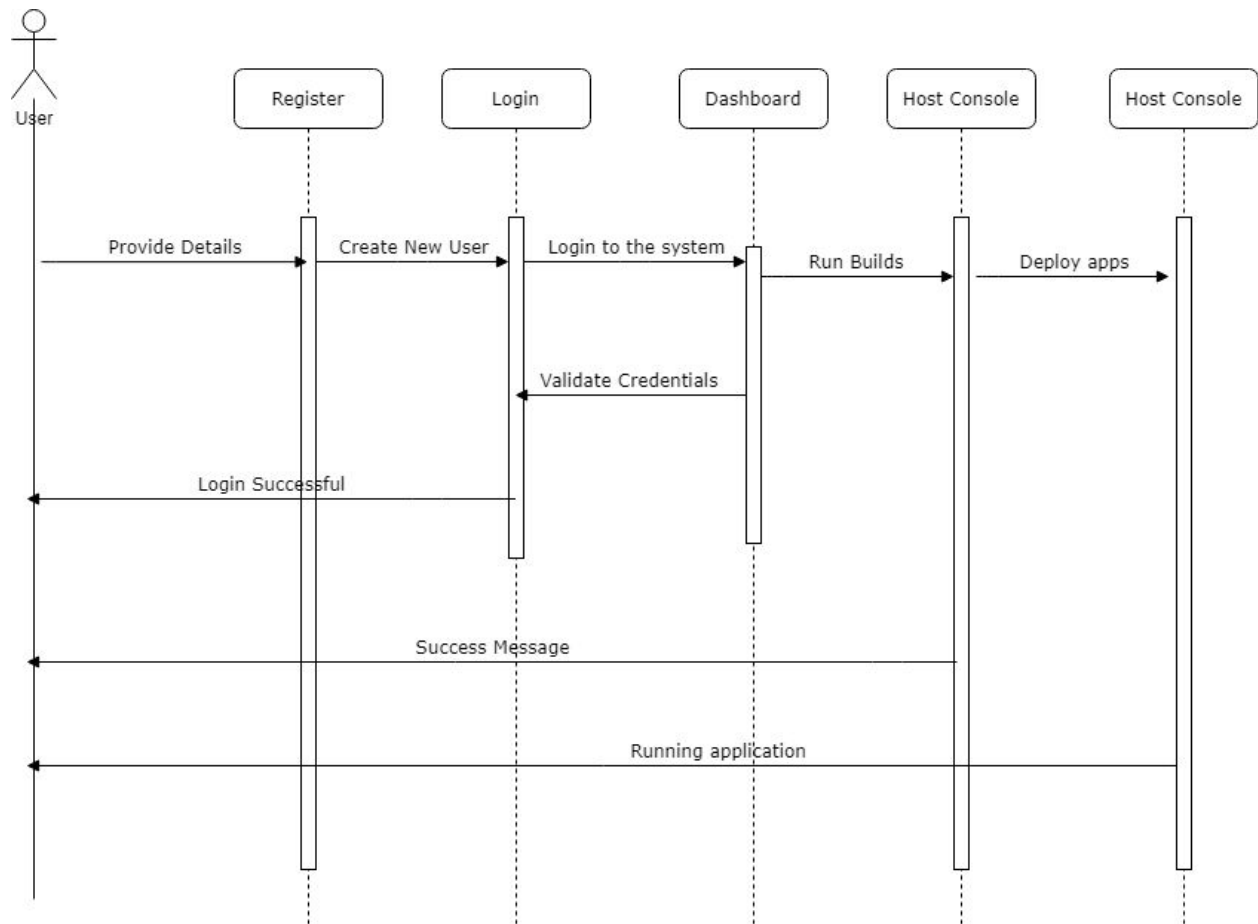 User
Register
Login
Dashboard
Host Console
Host Console
Provide Details
Create New User
Login to the system
Run Builds
Deploy apps
Validate Credentials
Login Successful
Success Message
Running application